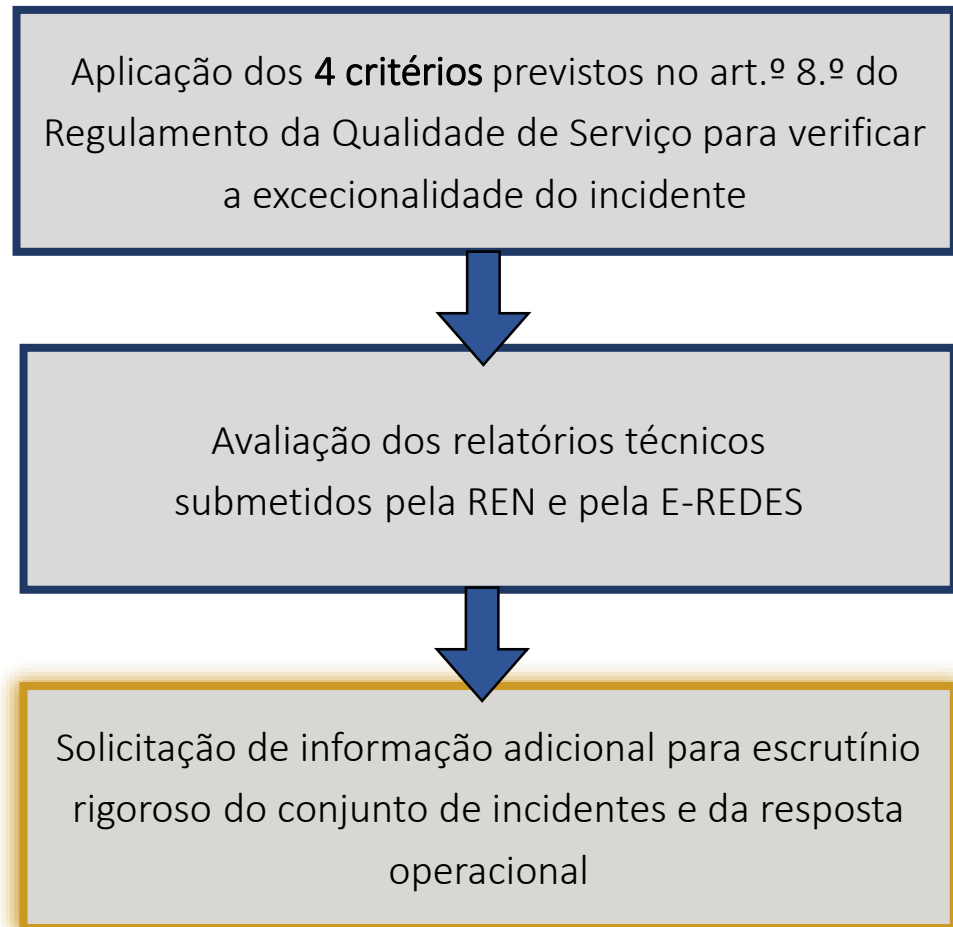 Aplicação dos 4 critérios previstos no art.º 8.º do
Regulamento da Qualidade de Serviço para verificar
a excecionalidade do incidente
Avaliação dos relatórios técnicos
submetidos pela REN e pela E-REDES
Solicitação de informação adicional para escrutínio
rigoroso do conjunto de incidentes e da resposta
operacional